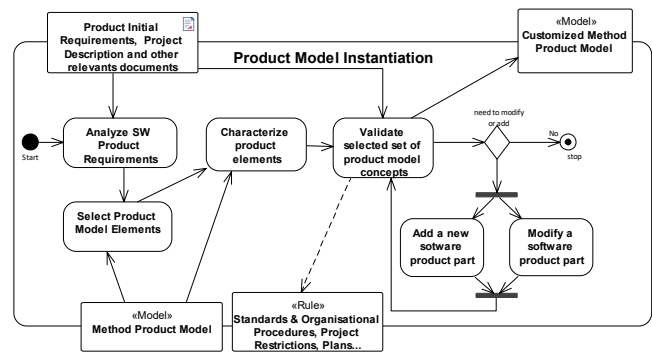 Product Initial
Requirements, Project
Description and other
relevants documents
«Model»
Customized Method
Product Model
Product Model Instantiation
need to modify
or add
Start
Analyze SW
Product
Requirements
Characterize
product
elements
Validate
selected set of
product model
concepts
No
stop
Select Product
Model Elements
Add a new
sotware
product part
Modify a
software
product part
«Model»
Method Product Model
«Rule»
Standards & Organisational
Procedures, Project
Restrictions, Plans...